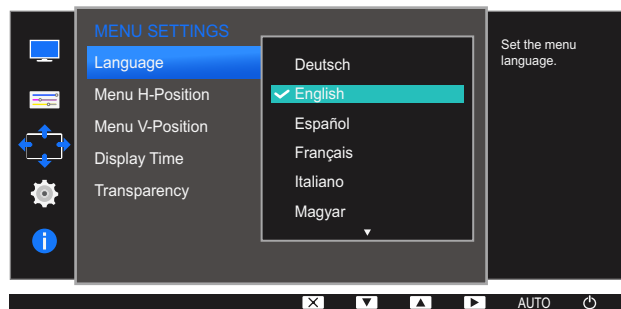 MENU SETTINGS
Language
Menu H-Position
Menu V-Position
Display Time
Transparency
Deutsch
English
Español
Français
Italiano
Magyar
Set the menu
language.
AUTO